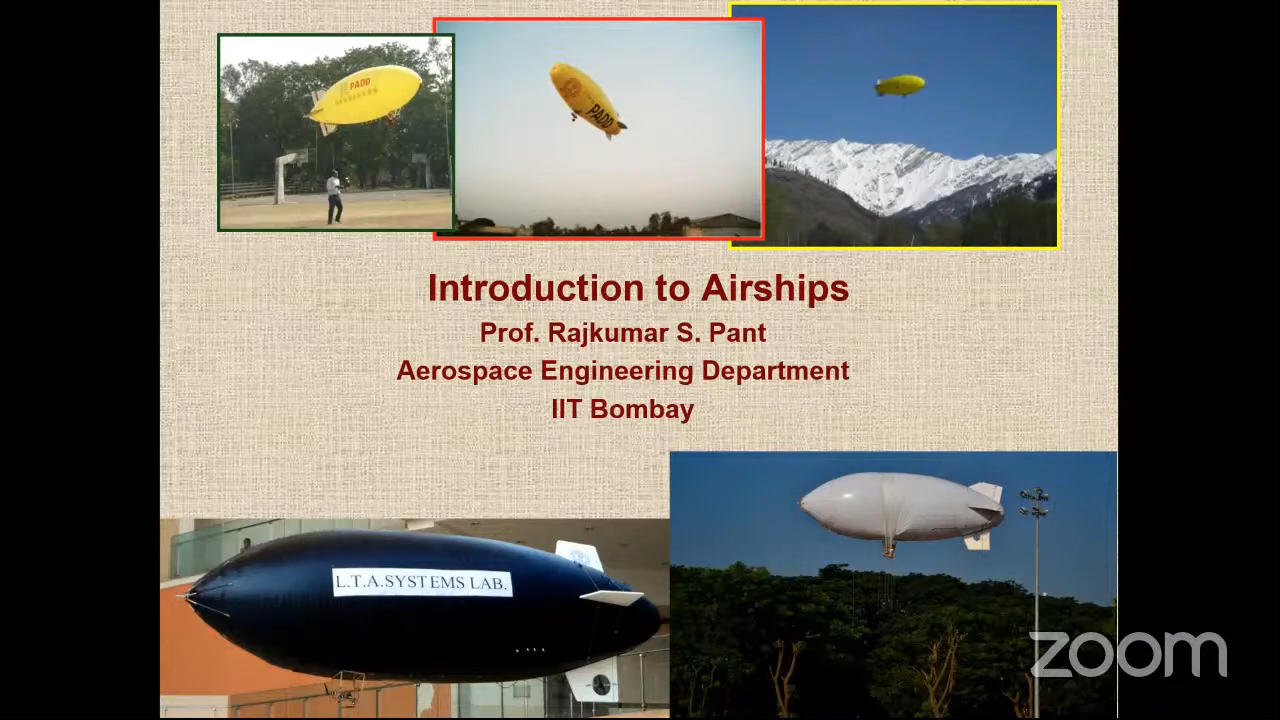 PADD
PADD
Introduction to Airships
Prof. Rajkumar S. Pant
Aerospace Engineering Department
IIT Bombay
L.T.A.SYSTEMS LAB.
zoom